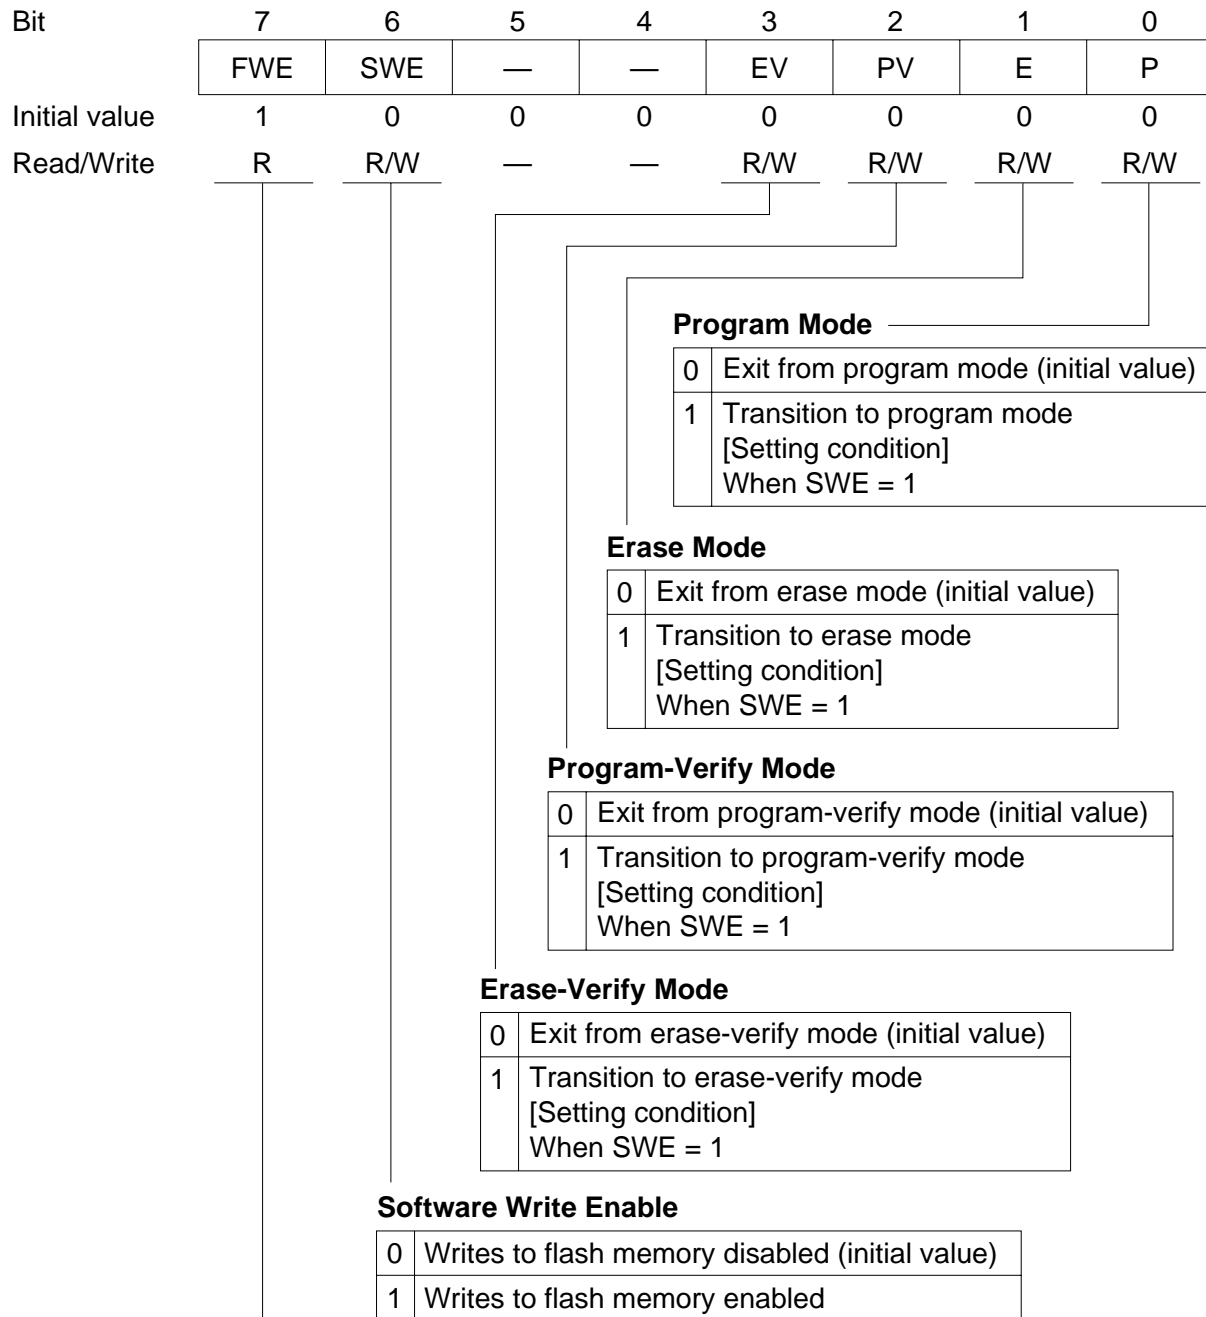 Bit 7 6 5 4 3 2 1 0
FWE SWE — — EV PV E P
Initial value 1 0 0 0 0 0 0 0
Read/Write R R/W — — R/W R/W R/W R/W
Program Mode
0 Exit from program mode (initial value)
1 Transition to program mode
[Setting condition]
When SWE = 1
Erase Mode
0 Exit from erase mode (initial value)
1 Transition to erase mode
[Setting condition]
When SWE = 1
Program-Verify Mode
0 Exit from program-verify mode (initial value)
1 Transition to program-verify mode
[Setting condition]
When SWE = 1
Erase-Verify Mode
0 Exit from erase-verify mode (initial value)
1 Transition to erase-verify mode
[Setting condition]
When SWE = 1
Software Write Enable
0 Writes to flash memory disabled (initial value)
1 Writes to flash memory enabled